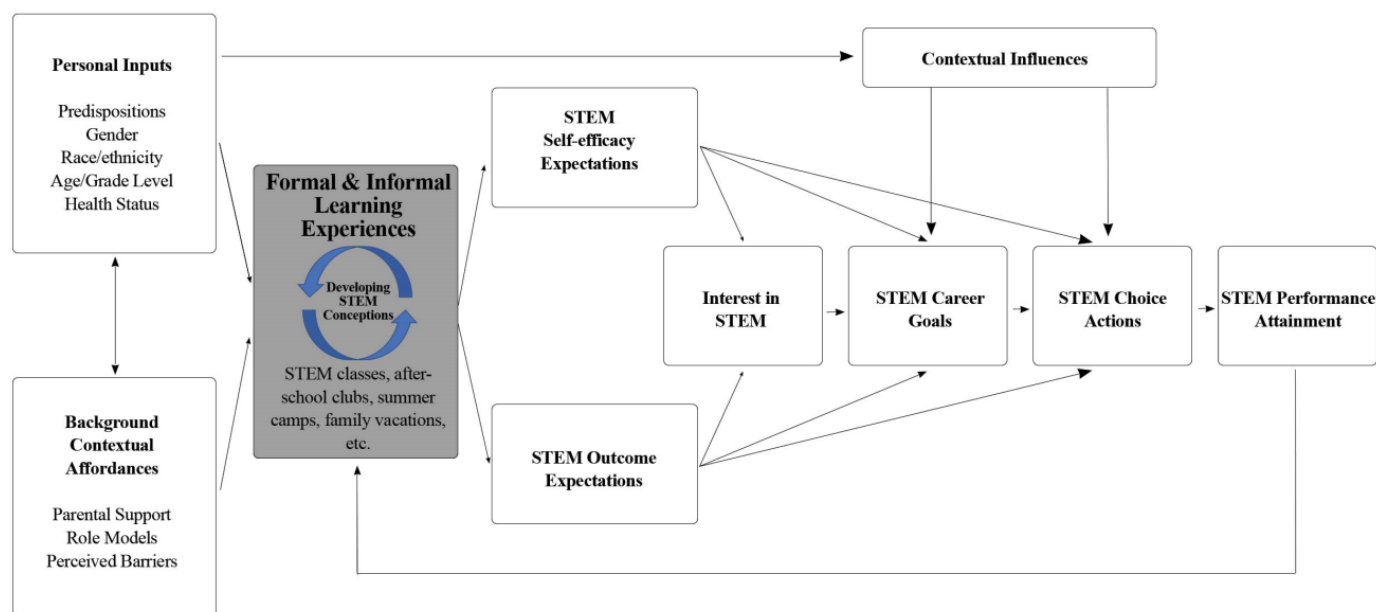 Personal Inputs
Predispositions
Gender
Race/ethnicity
Age/Grade Level
Health Status
Background
Contextual
Affordances
Parental Support
Role Models
Perceived Barriers
Formal & Informal
Learning
Experiences
Developing
STEM
Conceptions
STEM classes, after-
school clubs, summer
camps, family vacations,
etc.
STEM
Self-efficacy
Expectations
STEM Outcome
Expectations
Contextual Influences
Interest in
STEM
STEM Career
Goals
STEM Choice
Actions
STEM Performance
Attainment